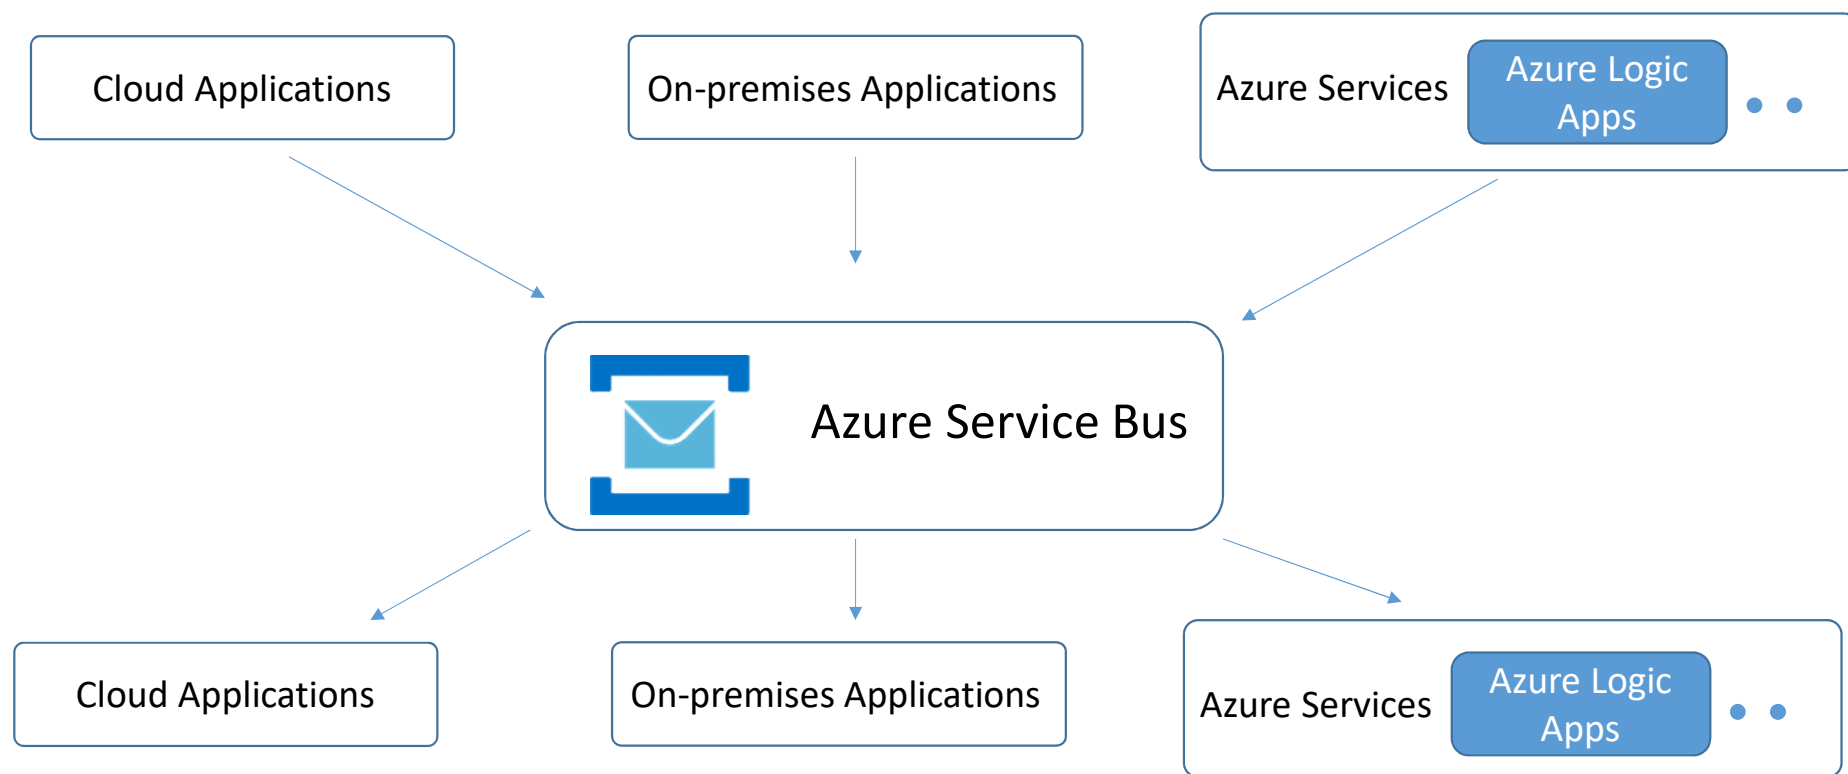 Cloud Applications
On-premises Applications
Azure Services
Azure Logic
Apps
Azure Service Bus
Cloud Applications
On-premises Applications
Azure Services
Azure Logic
Apps